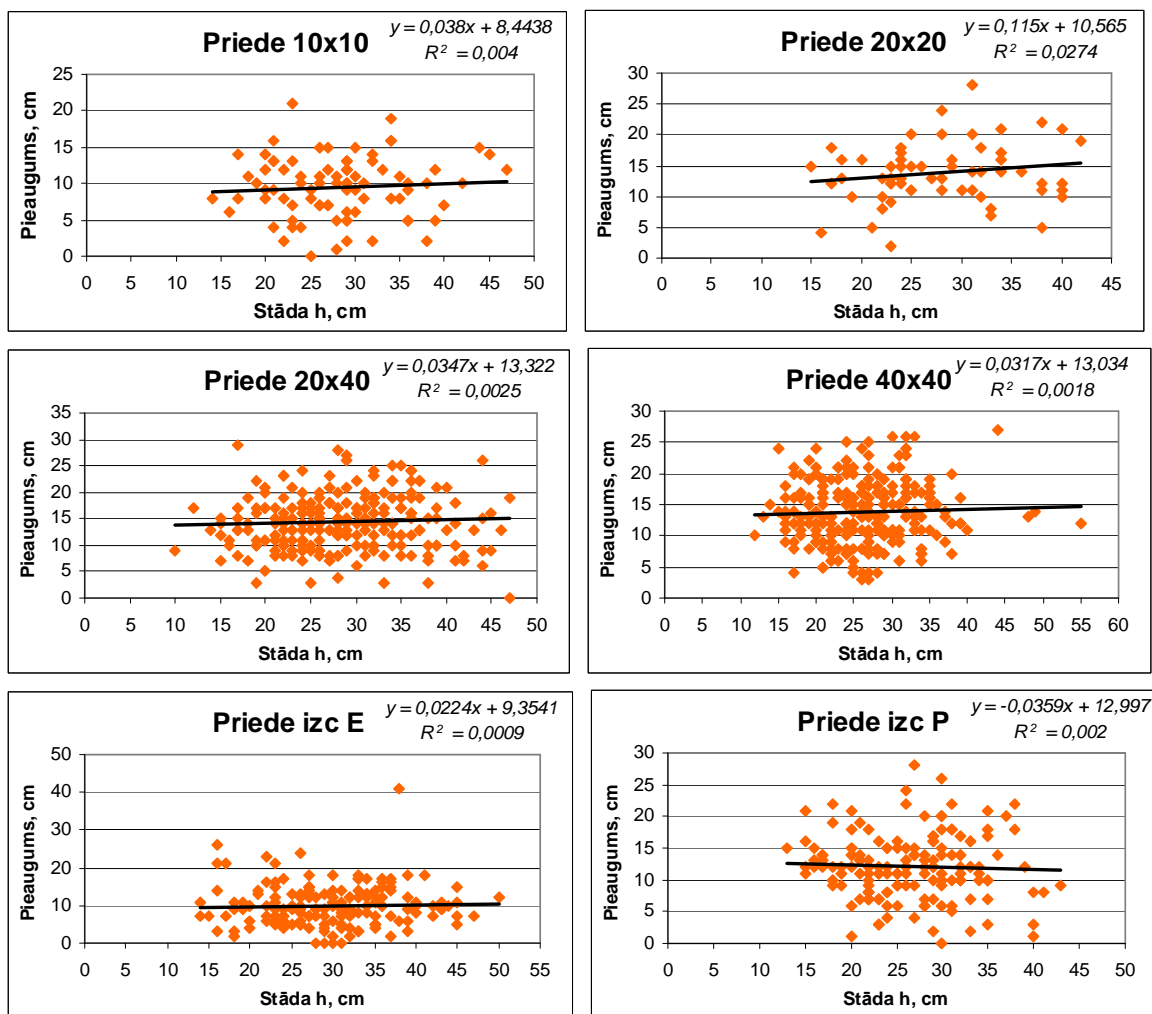 Priede 10x10
y = 0,038x + 8,4438
R² = 0,004
Pieaugums, cm
25
20
15
10
5
0
0 5 10 15 20 25 30 35 40 45 50
Stāda h, cm
Priede 20x20
y = 0,115x + 10,565
R² = 0,0274
Pieaugums, cm
30
25
20
15
10
5
0
0 5 10 15 20 25 30 35 40 45
Stāda h, cm
Priede 20x40
y = 0,0347x + 13,322
R² = 0,0025
Pieaugums, cm
35
30
25
20
15
10
5
0
0 5 10 15 20 25 30 35 40 45 50
Stāda h, cm
Priede 40x40
y = 0,0317x + 13,034
R² = 0,0018
Pieaugums, cm
30
25
20
15
10
5
0
0 5 10 15 20 25 30 35 40 45 50 55 60
Stāda h, cm
Priede izc E
y = 0,0224x + 9,3541
R² = 0,0009
Pieaugums, cm
50
40
30
20
10
0
0 5 10 15 20 25 30 35 40 45 50 55
Stāda h, cm
Priede izc P
y = -0,0359x + 12,997
R² = 0,002
Pieaugums, cm
30
25
20
15
10
5
0
0 5 10 15 20 25 30 35 40 45 50
Stāda h, cm